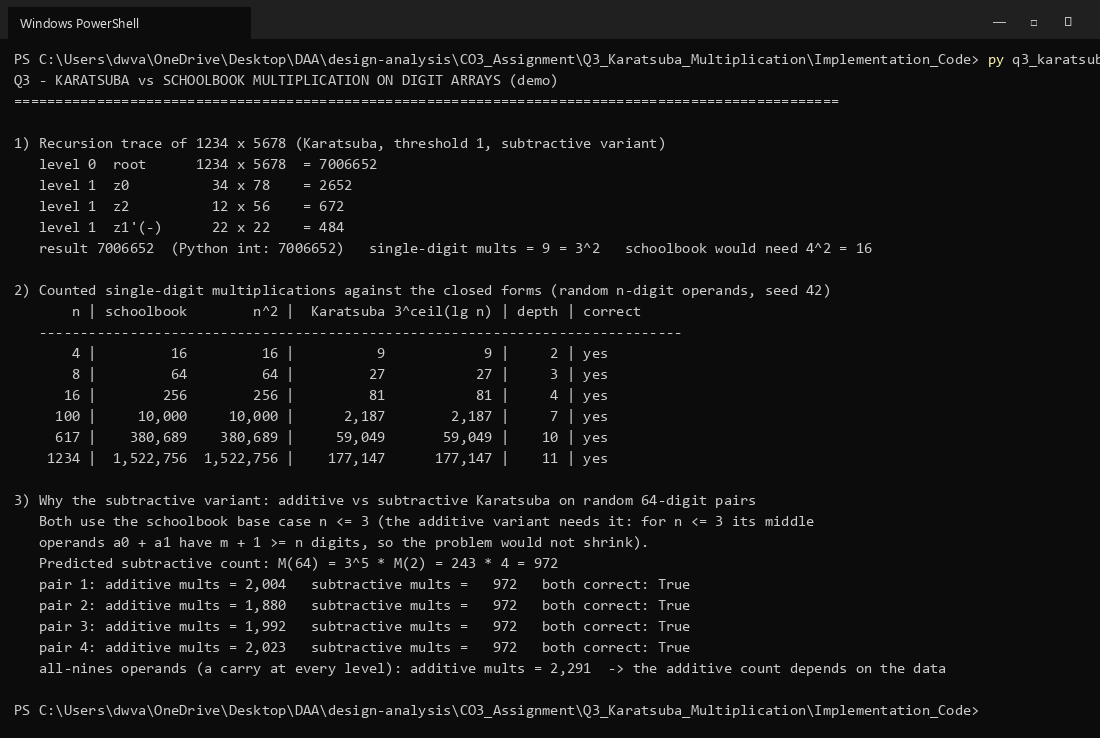 Windows PowerShell
PS C:\Users\dwva\OneDrive\Desktop\DAA\design-analysis\CO3_Assignment\Q3_Karatsuba_Multiplication\Implementation_Code> py q3_karatsub
Q3 - KARATSUBA vs SCHOOLBOOK MULTIPLICATION ON DIGIT ARRAYS (demo)
====================================================================================================
1) Recursion trace of 1234 x 5678 (Karatsuba, threshold 1, subtractive variant)
   level 0  root      1234 x 5678  = 7006652
   level 1  z0          34 x 78    = 2652
   level 1  z2          12 x 56    = 672
   level 1  z1'(-)      22 x 22    = 484
   result 7006652  (Python int: 7006652)   single-digit mults = 9 = 3^2   schoolbook would need 4^2 = 16
2) Counted single-digit multiplications against the closed forms (random n-digit operands, seed 42)
       n | schoolbook        n^2 |  Karatsuba 3^ceil(lg n) | depth | correct
   ------------------------------------------------------------------------------
       4 |         16         16 |          9            9 |     2 | yes
       8 |         64         64 |         27           27 |     3 | yes
      16 |        256        256 |         81           81 |     4 | yes
     100 |     10,000     10,000 |      2,187        2,187 |     7 | yes
     617 |    380,689    380,689 |     59,049       59,049 |    10 | yes
    1234 |  1,522,756  1,522,756 |    177,147      177,147 |    11 | yes
3) Why the subtractive variant: additive vs subtractive Karatsuba on random 64-digit pairs
   Both use the schoolbook base case n <= 3 (the additive variant needs it: for n <= 3 its middle
   operands a0 + a1 have m + 1 >= n digits, so the problem would not shrink).
   Predicted subtractive count: M(64) = 3^5 * M(2) = 243 * 4 = 972
   pair 1: additive mults = 2,004   subtractive mults =   972   both correct: True
   pair 2: additive mults = 1,880   subtractive mults =   972   both correct: True
   pair 3: additive mults = 1,992   subtractive mults =   972   both correct: True
   pair 4: additive mults = 2,023   subtractive mults =   972   both correct: True
   all-nines operands (a carry at every level): additive mults = 2,291  -> the additive count depends on the data
PS C:\Users\dwva\OneDrive\Desktop\DAA\design-analysis\CO3_Assignment\Q3_Karatsuba_Multiplication\Implementation_Code>